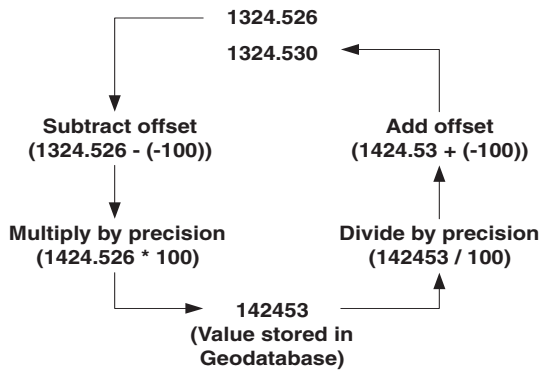 1324.526
1324.530
Subtract offset
(1324.526 - (-100))
Add offset
(1424.53 + (-100))
Multiply by precision
(1424.526 * 100)
Divide by precision
(142453 / 100)
142453
(Value stored in
Geodatabase)